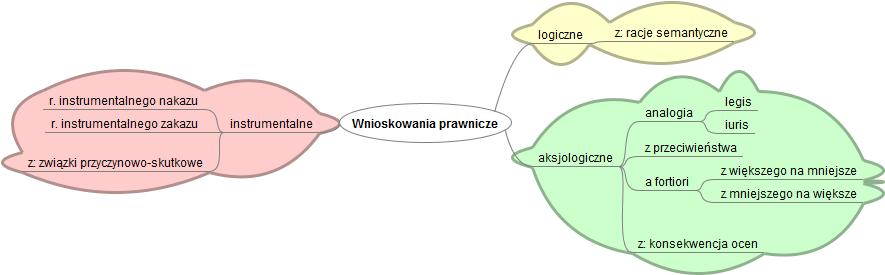 Wnioskowania prawnicze
logiczne
z: racje semantyczne
aksjologiczne
analogia
legis
iuris
z przeciwieństwa
a fortiori
z większego na mniejsze
z mniejszego na większe
z: konsekwencja ocen
instrumentalne
r. instrumentalnego nakazu
r. instrumentalnego zakazu
z: związki przyczynowo-skutkowe